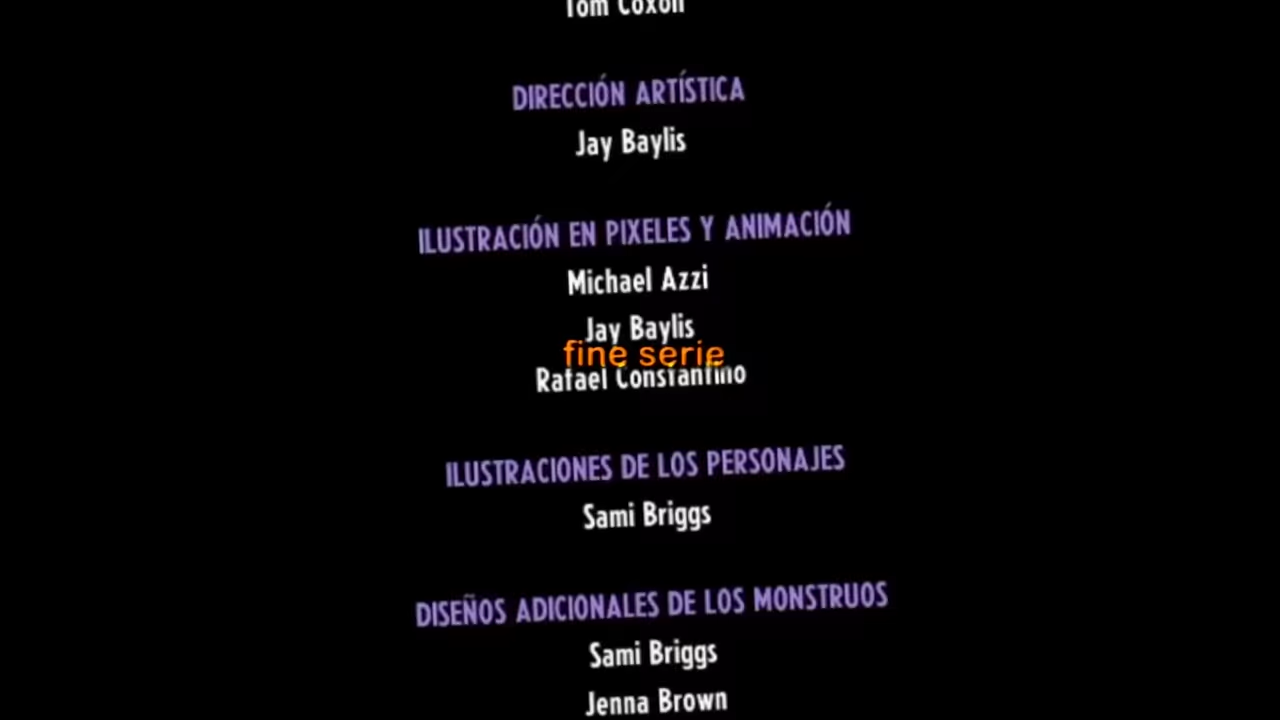 Tom Coxon
DIRECCIÓN ARTÍSTICA
Jay Baylis
ILUSTRACIÓN EN PIXELES Y ANIMACIÓN
Michael Azzi
Jay Baylis
fine serie
Rafael Constantino
ILUSTRACIONES DE LOS PERSONAJES
Sami Briggs
DISEÑOS ADICIONALES DE LOS MONSTRUOS
Sami Briggs
Jenna Brown